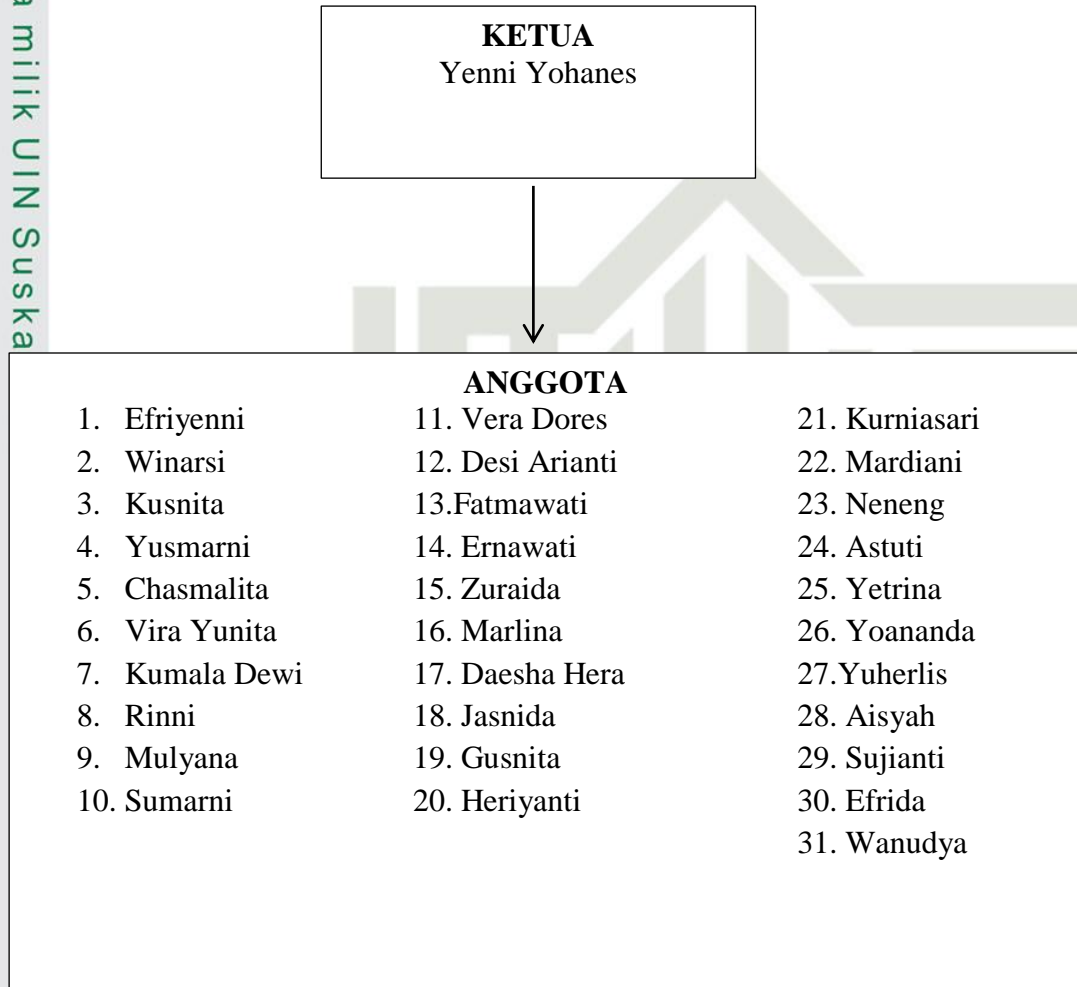 milik UIN Suska
KETUA
Yenni Yohanes
ANGGOTA
1. Efriyenni
2. Winarsi
3. Kusnita
4. Yusmarni
5. Chasmalita
6. Vira Yunita
7. Kumala Dewi
8. Rinni
9. Mulyana
10. Sumarni
11. Vera Dores
12. Desi Arianti
13.Fatmawati
14. Ernawati
15. Zuraida
16. Marlina
17. Daesha Hera
18. Jasnida
19. Gusnita
20. Heriyanti
21. Kurniasari
22. Mardiani
23. Neneng
24. Astuti
25. Yetrina
26. Yoananda
27.Yuherlis
28. Aisyah
29. Sujianti
30. Efrida
31. Wanudya